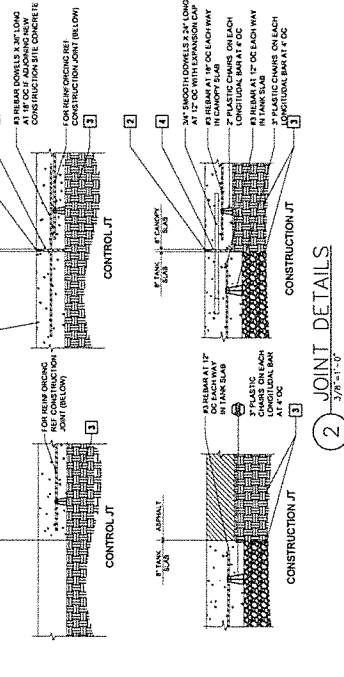 #3 REBAR DOWELS X 36" LONG
AT 18" OC IF ADJOINING NEW
CONSTRUCTION SITE CONCRETE
FOR REINFORCING REF
CONSTRUCTION JOINT (BELOW)
3
CONTROL JT
FOR REINFORCING
REF CONSTRUCTION
JOINT (BELOW)
3
CONTROL JT
2
4
8" TANK
SLAB
6" CANOPY
SLAB
3/4" SMOOTH DOWELS X 24" LONG
AT 12" OC WITH EXPANSION CAP
#3 REBAR AT 18" OC EACH WAY
IN CANOPY SLAB
2" PLASTIC CHAIRS ON EACH
LONGITUDAL BAR AT 4' OC
#3 REBAR AT 12" OC EACH WAY
IN TANK SLAB
3" PLASTIC CHAIRS ON EACH
LONGITUDAL BAR AT 4' OC
3
CONSTRUCTION JT
8" TANK
SLAB
ASPHALT
#3 REBAR AT 12"
OC EACH WAY
IN TANK SLAB
3" PLASTIC
CHAIRS ON EACH
LONGITUDAL BAR
AT 4' OC
3
CONSTRUCTION JT
2 JOINT DETAILS
3/8"=1'-0"